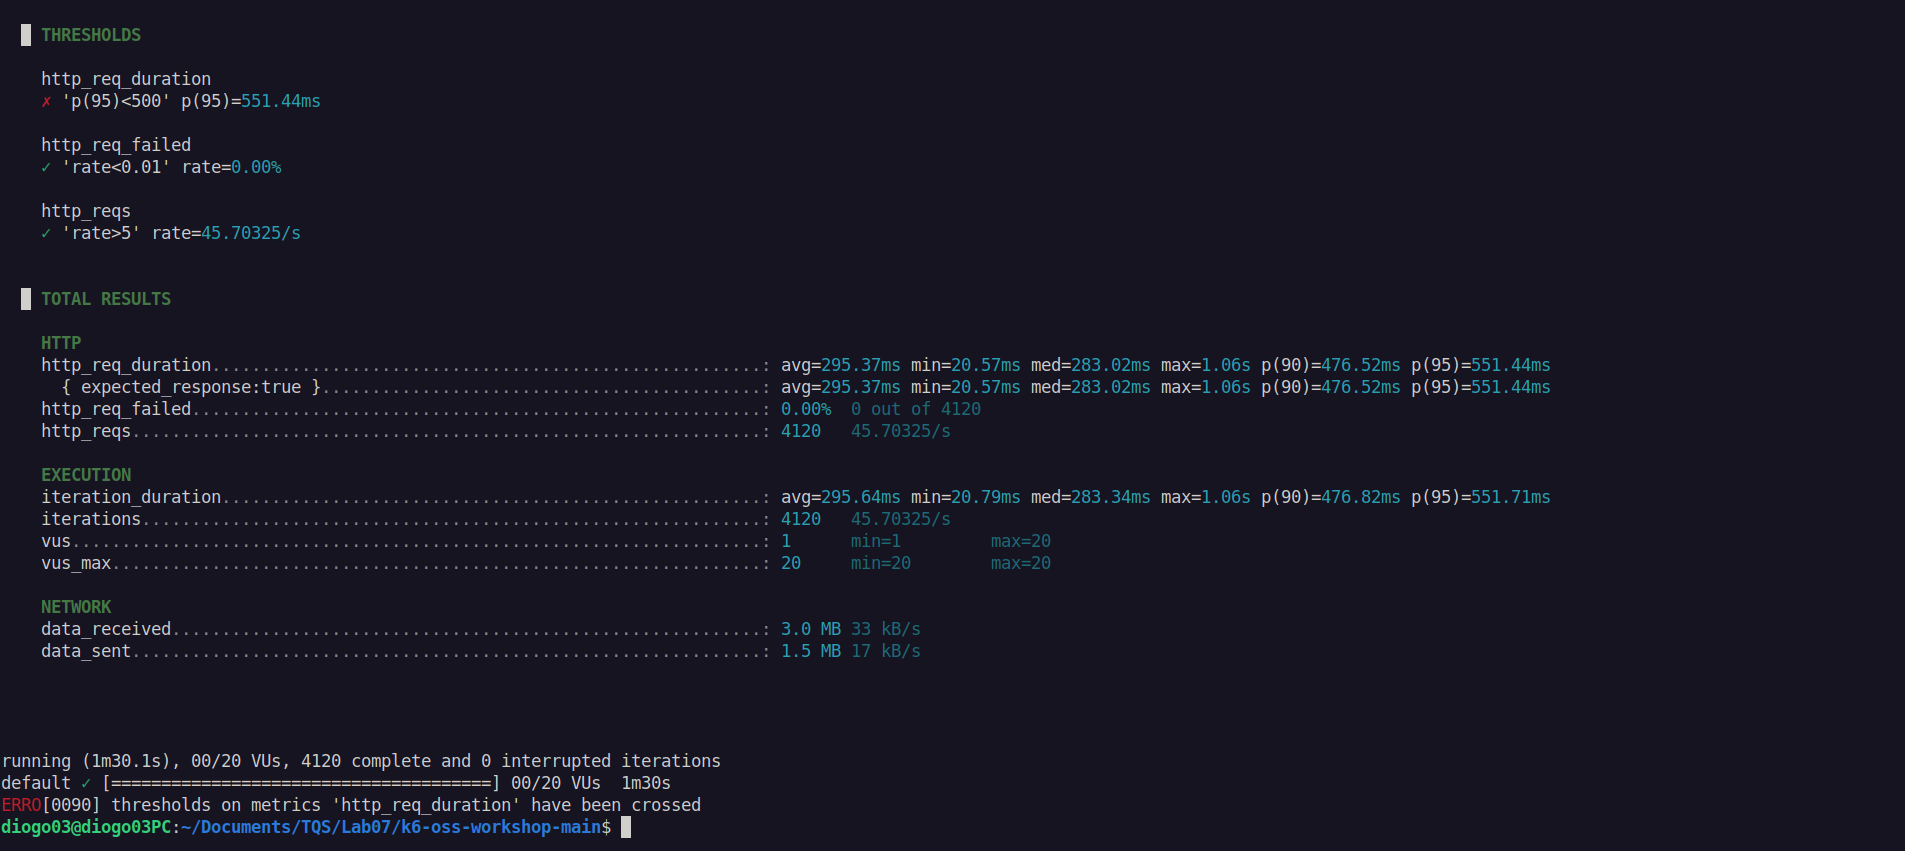 THRESHOLDS
http_req_duration
✗ 'p(95)<500' p(95)=551.44ms
http_req_failed
✓ 'rate<0.01' rate=0.00%
http_reqs
✓ 'rate>5' rate=45.70325/s
TOTAL RESULTS
HTTP
http_req_duration.......................................................: avg=295.37ms min=20.57ms med=283.02ms max=1.06s p(90)=476.52ms p(95)=551.44ms
{ expected_response:true }............................................: avg=295.37ms min=20.57ms med=283.02ms max=1.06s p(90)=476.52ms p(95)=551.44ms
http_req_failed.........................................................: 0.00% 0 out of 4120
http_reqs...............................................................: 4120 45.70325/s
EXECUTION
iteration_duration......................................................: avg=295.64ms min=20.79ms med=283.34ms max=1.06s p(90)=476.82ms p(95)=551.71ms
iterations..............................................................: 4120 45.70325/s
vus.....................................................................: 1 min=1 max=20
vus_max.................................................................: 20 min=20 max=20
NETWORK
data_received...........................................................: 3.0 MB 33 kB/s
data_sent...............................................................: 1.5 MB 17 kB/s
running (1m30.1s), 00/20 VUs, 4120 complete and 0 interrupted iterations
default ✓ [======================================] 00/20 VUs 1m30s
ERRO[0090] thresholds on metrics 'http_req_duration' have been crossed
diogo03@diogo03PC:~/Documents/TQS/Lab07/k6-oss-workshop-main$